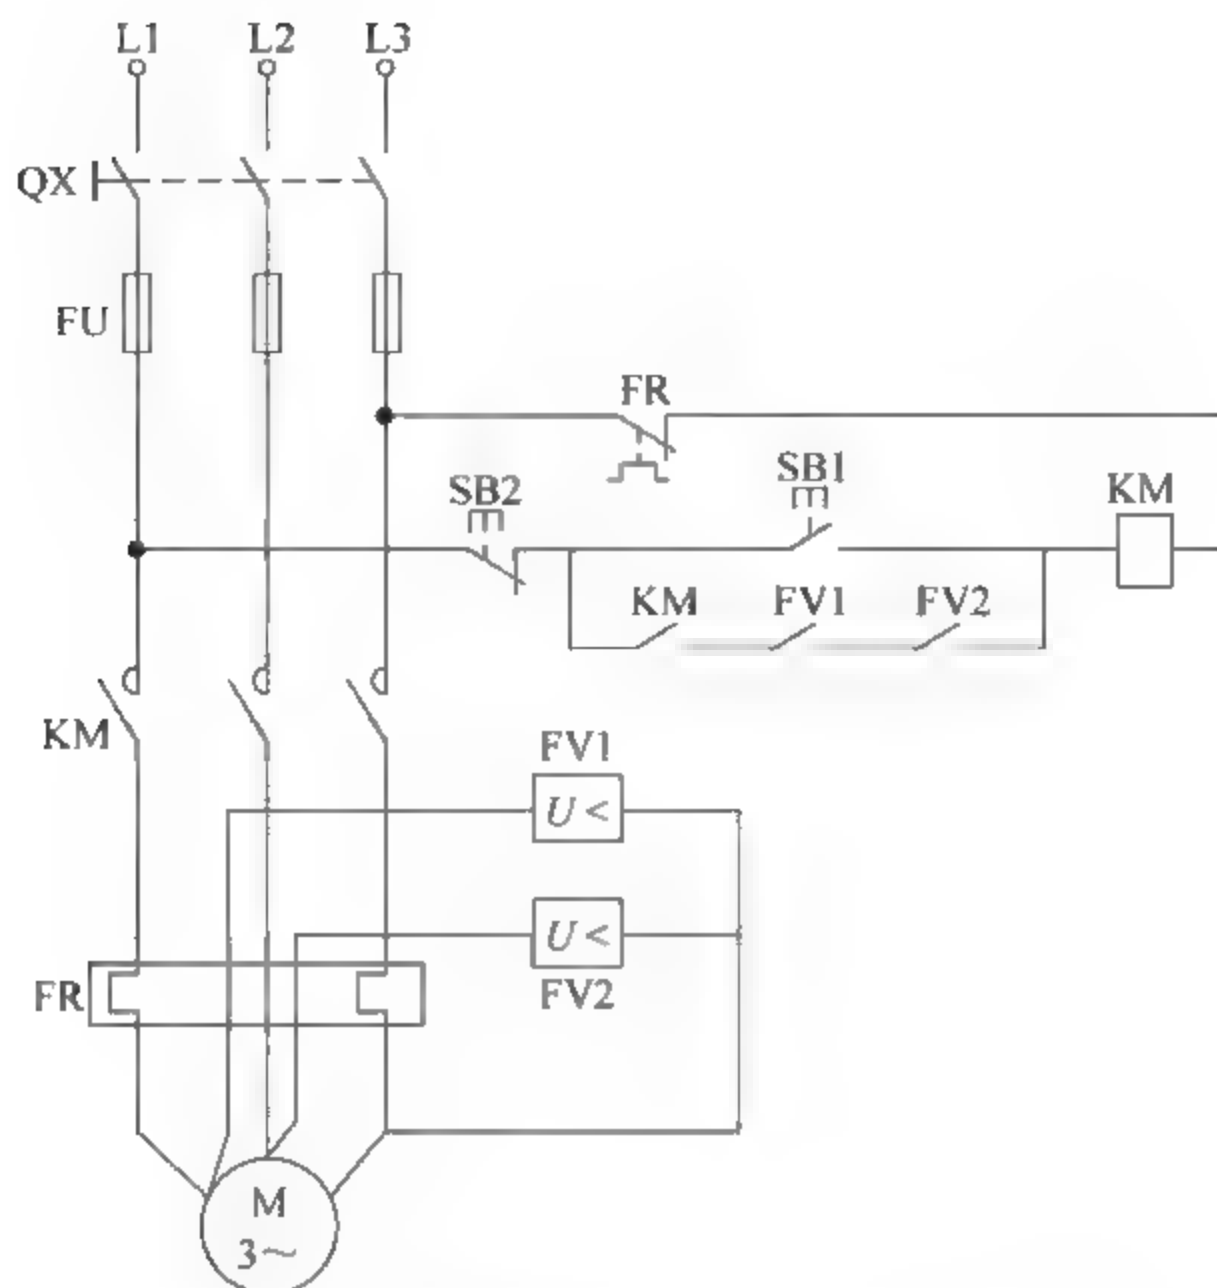 L1 L2 L3
QX
FU
FR
SB2
SB1
KM
KM FV1 FV2
KM
FV1
U <
U <
FV2
FR
M
3～